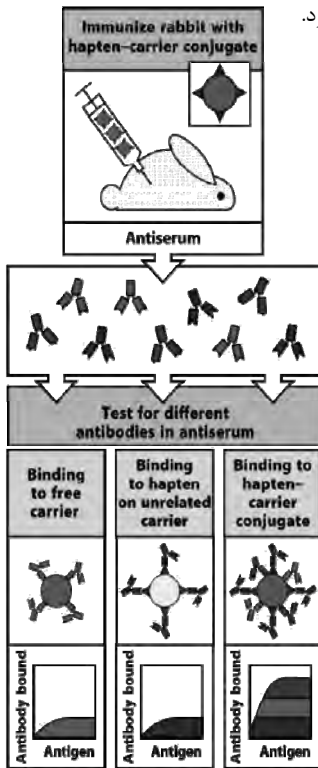 Immunize rabbit with
hapten–carrier conjugate
Antiserum
Test for different
antibodies in antiserum
Binding
to free
carrier
Binding
to hapten
on unrelated
carrier
Binding to
hapten–
carrier
conjugate
Antibody bound
Antigen
Antibody bound
Antigen
Antibody bound
Antigen